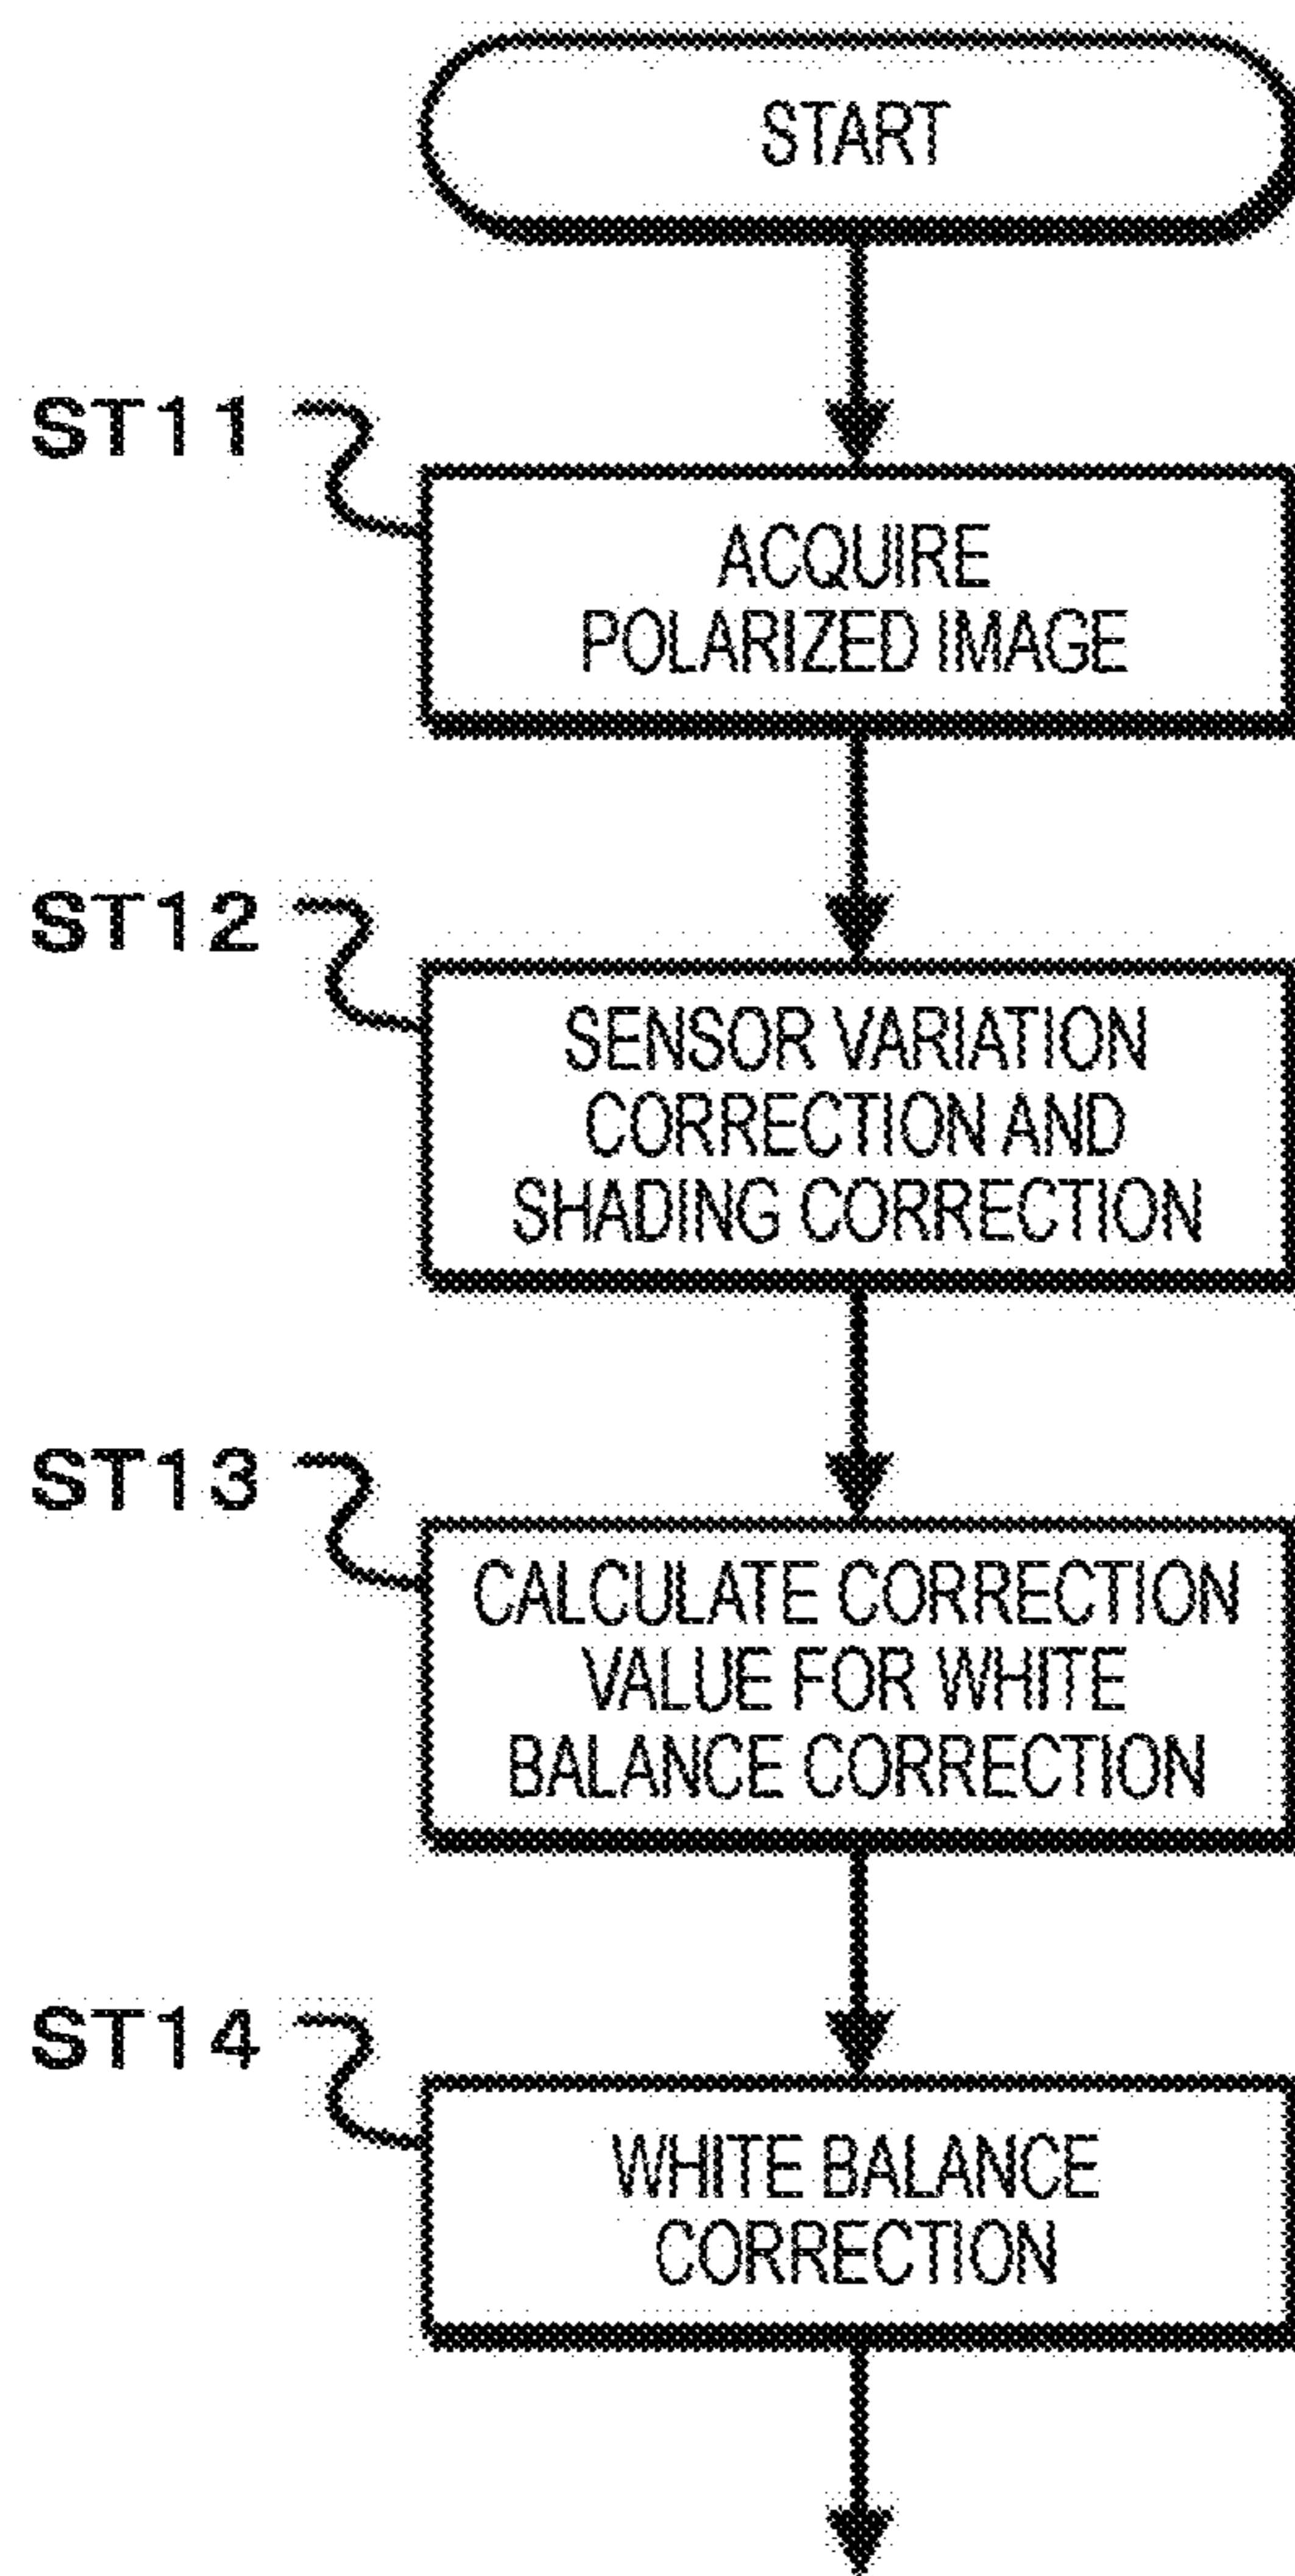 START
ST11
ACQUIRE
POLARIZED IMAGE
ST12
SENSOR VARIATION
CORRECTION AND
SHADING CORRECTION
ST13
CALCULATE CORRECTION
VALUE FOR WHITE
BALANCE CORRECTION
ST14
WHITE BALANCE
CORRECTION